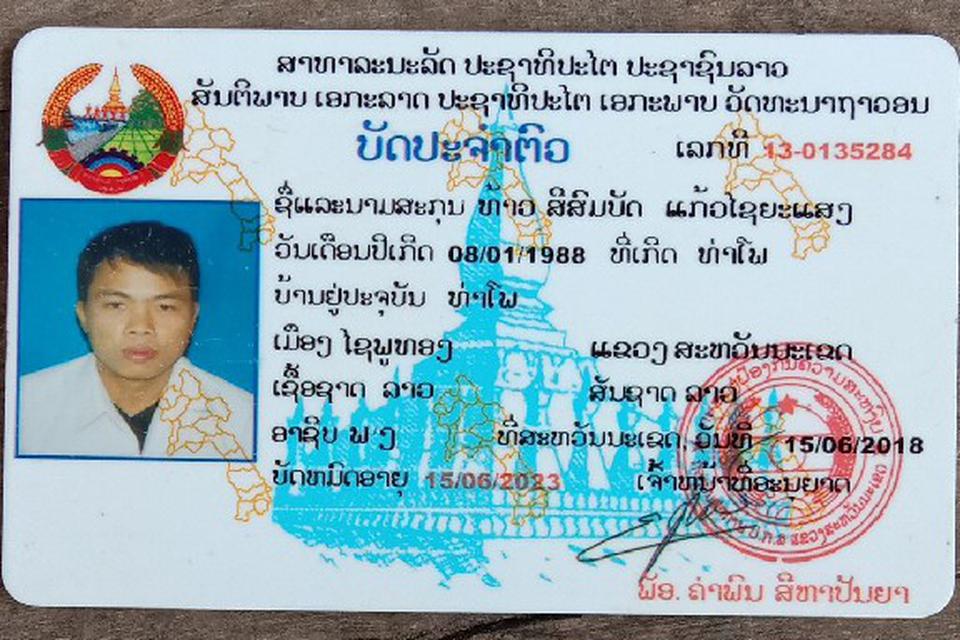 ສາທາລະນະລັດ ປະຊາທິປະໄຕ ປະຊາຊົນລາວ
ສັນຕິພາບ ເອກະລາດ ປະຊາທິປະໄຕ ເອກະພາບ ວັດທະນາຖາວອນ
ບັດປະຈຳຕົວ ເລກທີ 13-0135284
ຊື່ແລະນາມສະກຸນ ທ້າວ ສີສົມບັດ ແກ້ວໄຊຍະແສງ
ວັນເດືອນປີເກີດ 08/01/1988 ທີ່ເກີດ ທ່າໂພ
ບ້ານຢູ່ປະຈຸບັນ ທ່າໂພ
ເມືອງ ໄຊພູທອງ ແຂວງ ສະຫວັນນະເຂດ
ເຊື້ອຊາດ ລາວ ສັນຊາດ ລາວ
ອາຊີບ ພ/ງ ທີ່ສະຫວັນນະເຂດ, ວັນທີ 15/06/2018
ບັດຫມົດອາຍຸ 15/06/2023 ເຈົ້າຫນ້າທີ່ອະນຸຍາດ
ພັອ. ຄຳພົນ ສີຫາປັນຍາ